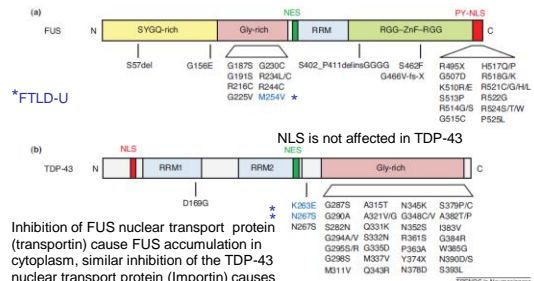 (a)
NES
PY-NLS
FUS N SYGQ-rich Gly-rich RRM RGG–ZnF–RGG C
S57del G156E G187S G230C S402_P411delinsGGGG S462F R495X H517Q/P
G191S R234L/C G466V-fs-X G507D R518G/K
R216C R244C K510R/E R521C/G/H/L
G225V M254V * S513P R522G
*FTLD-U R514G/S R524S/T/W
G515C P525L
NLS is not affected in TDP-43
(b)
NLS NES
TDP-43 N RRM1 RRM2 Gly-rich C
D169G * K263E G287S A315T N345K S379P/C
* N267S G290A A321V/G G348C/V A382T/P
N267S S282N Q331K N352S I383V
G294A/V S332N R361S G384R
G295S/R G335D P363A W385G
G298S M337V Y374X N390D/S
M311V Q343R N378D S393L
Inhibition of FUS nuclear transport protein
(transportin) cause FUS accumulation in
cytoplasm, similar inhibition of the TDP-43
nuclear transport protein (Importin) causes
TRENDS in Neurosciences